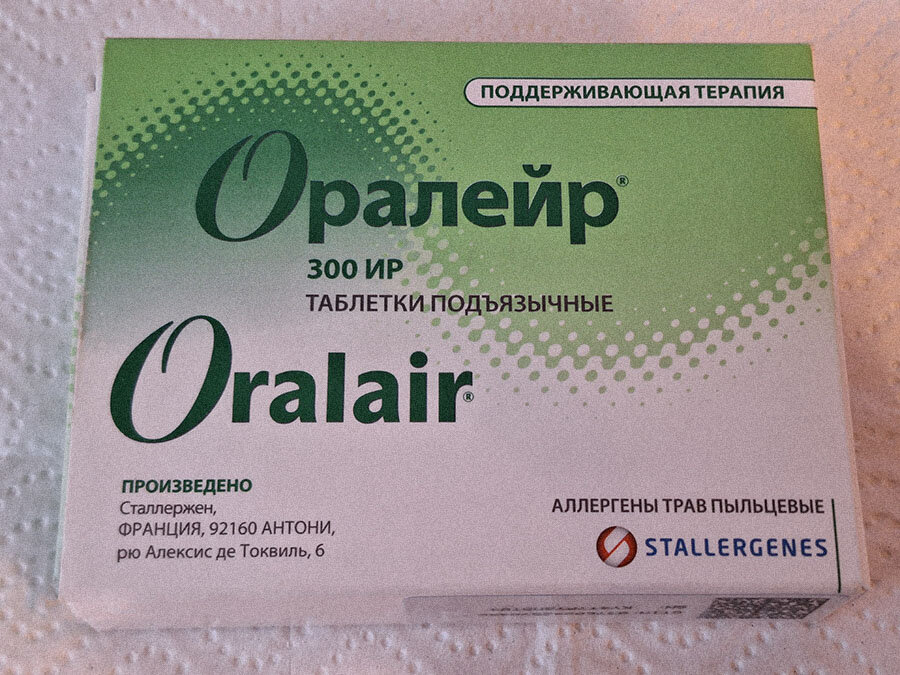 ПОДДЕРЖИВАЮЩАЯ ТЕРАПИЯ
Оралейр®
300 ИР
ТАБЛЕТКИ ПОДЪЯЗЫЧНЫЕ
Oralair®
ПРОИЗВЕДЕНО
Сталлержен,
ФРАНЦИЯ, 92160 АНТОНИ,
рю Алексис де Токвиль, 6
АЛЛЕРГЕНЫ ТРАВ ПЫЛЬЦЕВЫЕ
STALLERGENES